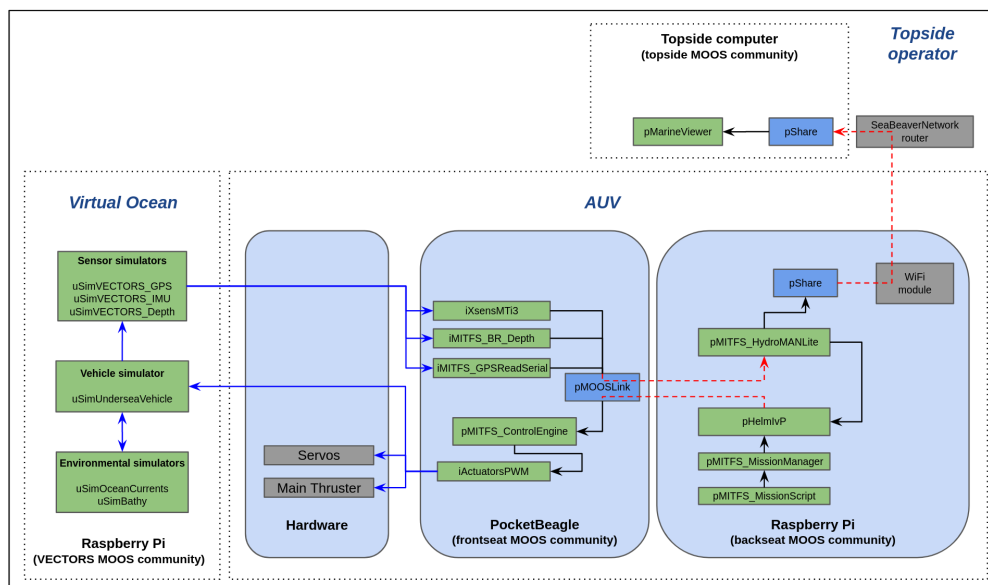 Topside computer
(topside MOOS community)
Topside
operator
pMarineViewer
pShare
SeaBeaverNetwork
router
Virtual Ocean
AUV
Sensor simulators
uSimVECTORS_GPS
uSimVECTORS_IMU
uSimVECTORS_Depth
Vehicle simulator
uSimUnderseaVehicle
Environmental simulators
uSimOceanCurrents
uSimBathy
Raspberry Pi
(VECTORS MOOS community)
Servos
Main Thruster
Hardware
iXsensMTi3
iMITFS_BR_Depth
iMITFS_GPSReadSerial
pMOOSLink
pMITFS_ControlEngine
iActuatorsPWM
PocketBeagle
(frontseat MOOS community)
pShare
WiFi
module
pMITFS_HydroMANLite
pHelmIvP
pMITFS_MissionManager
pMITFS_MissionScript
Raspberry Pi
(backseat MOOS community)